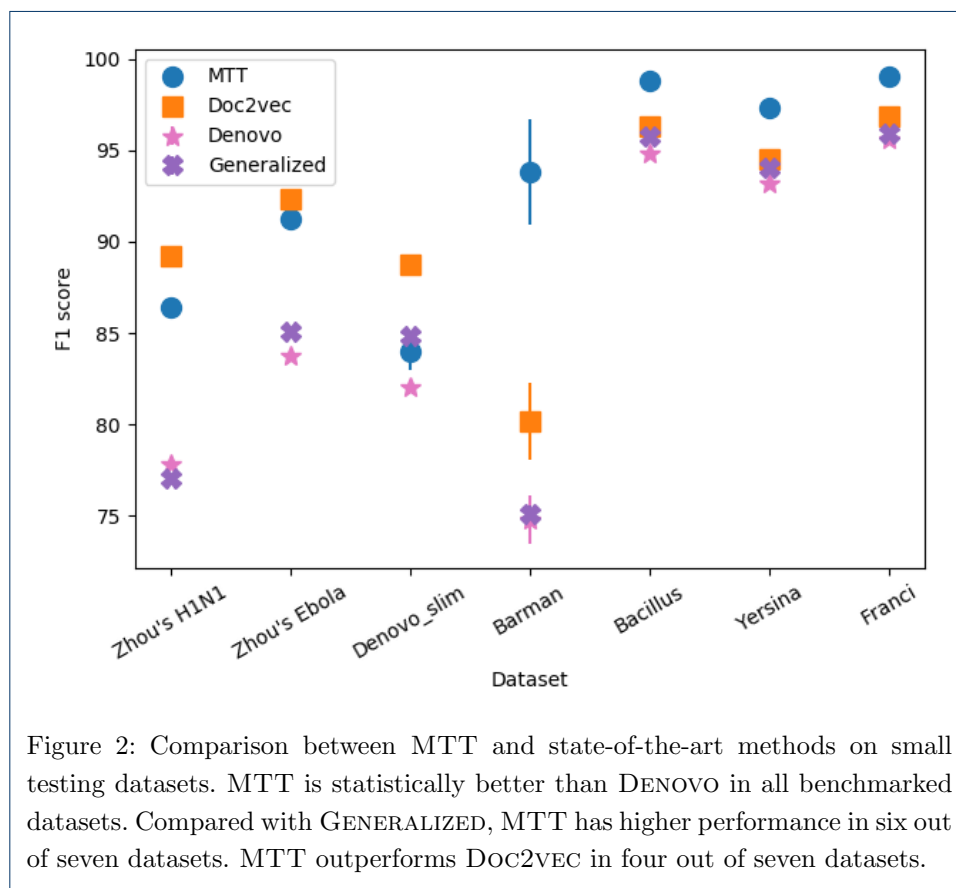 100
95
90
85
80
75
F1 score
MTT
Doc2vec
Denovo
Generalized
Zhou's H1N1
Zhou's Ebola
Denovo_slim
Barman
Bacillus
Yersina
Franci
Dataset
Figure 2: Comparison between MTT and state-of-the-art methods on small
testing datasets. MTT is statistically better than DENOVO in all benchmarked
datasets. Compared with GENERALIZED, MTT has higher performance in six out
of seven datasets. MTT outperforms DOC2VEC in four out of seven datasets.